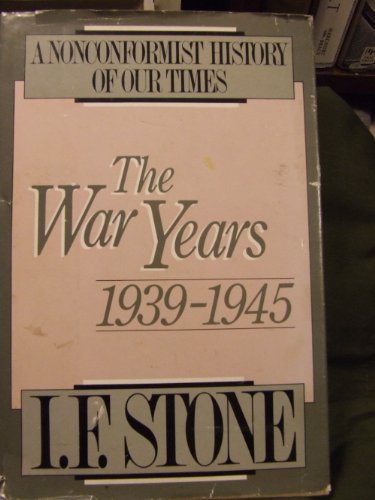 A NONCONFORMIST HISTORY
OF OUR TIMES
The
War Years
1939-1945
I.F. STONE